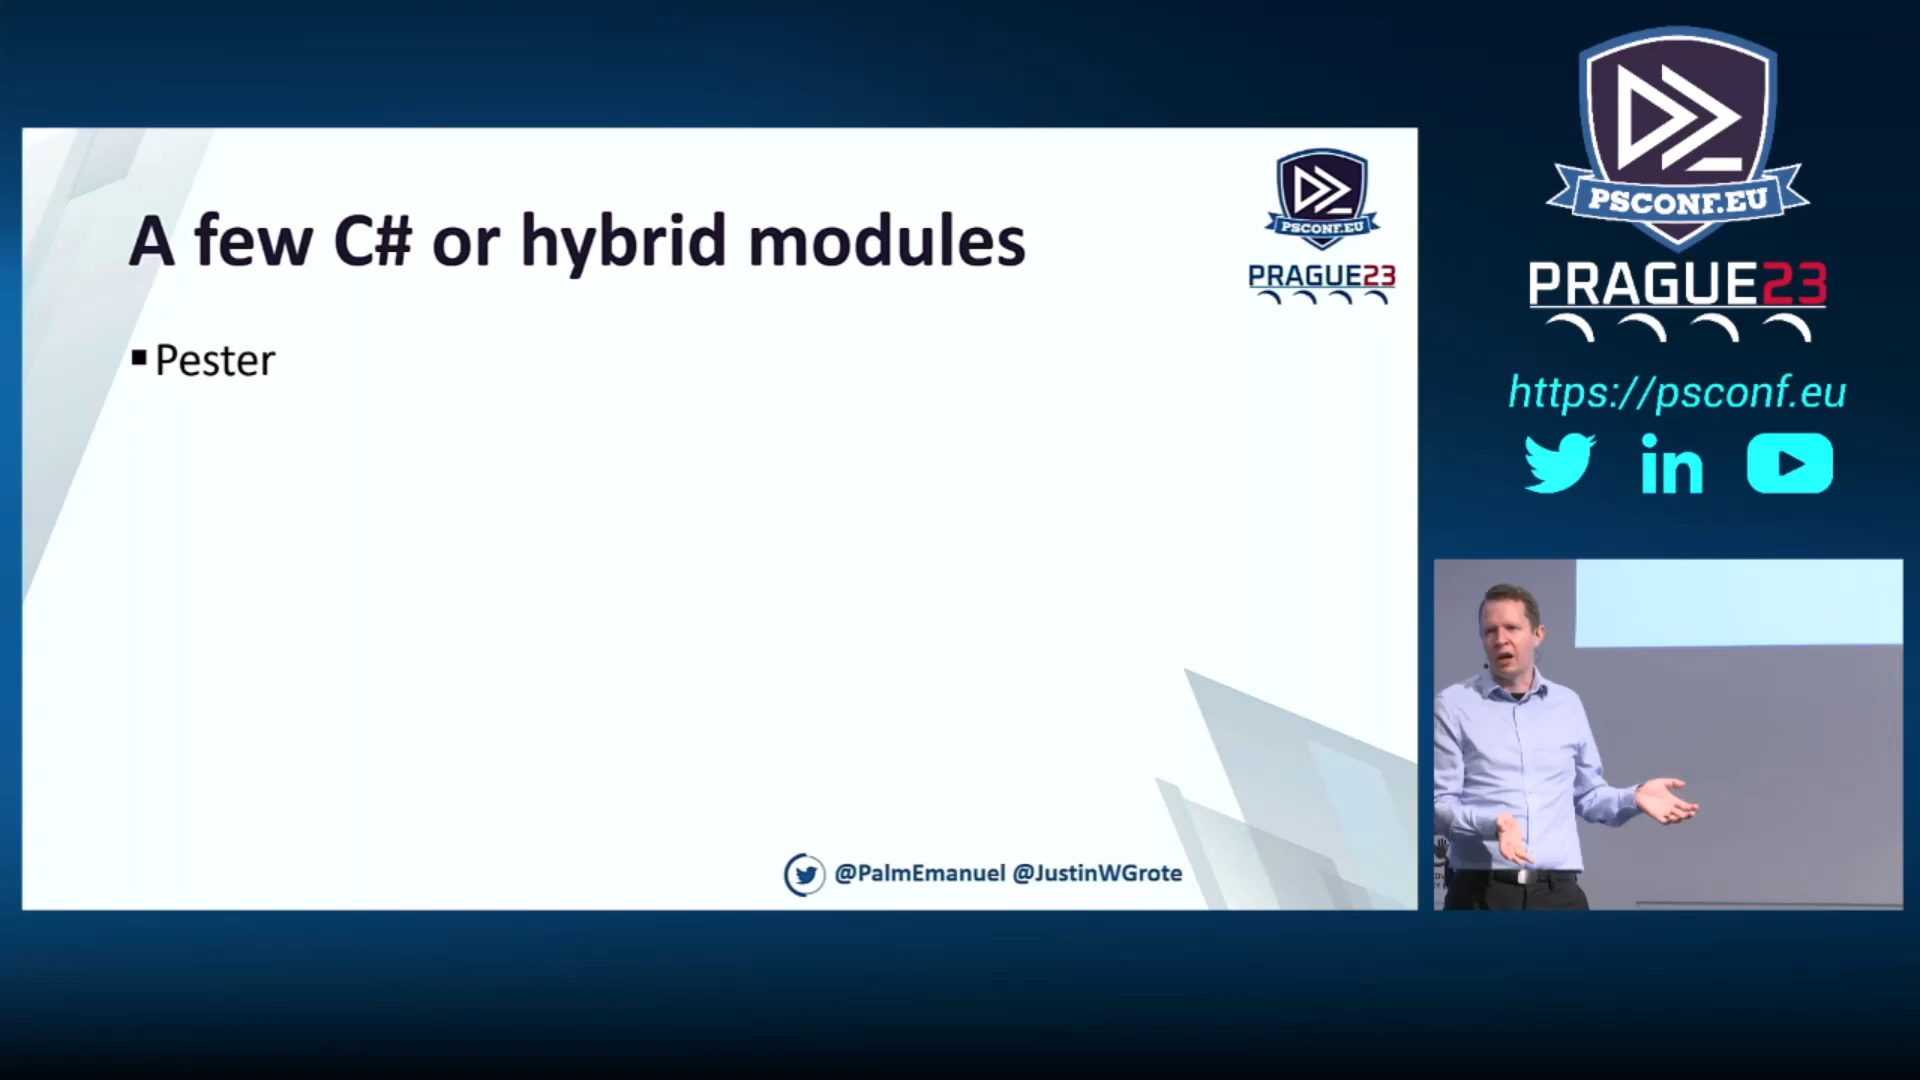 A few C# or hybrid modules
▪ Pester
PSCONF.EU
PRAGUE23
@PalmEmanuel @JustinWGrote
PSCONF.EU
PRAGUE23
https://psconf.eu
in